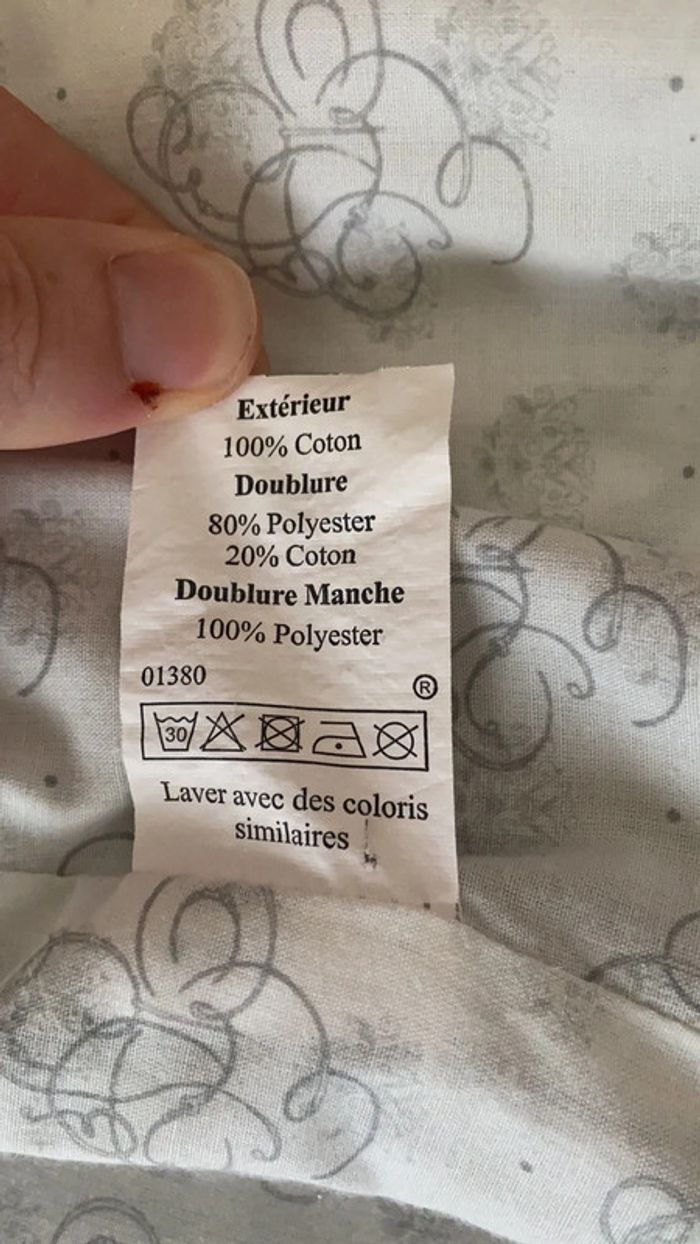 Extérieur
100% Coton
Doublure
80% Polyester
20% Coton
Doublure Manche
100% Polyester
01380
®
30
Laver avec des coloris
similaires